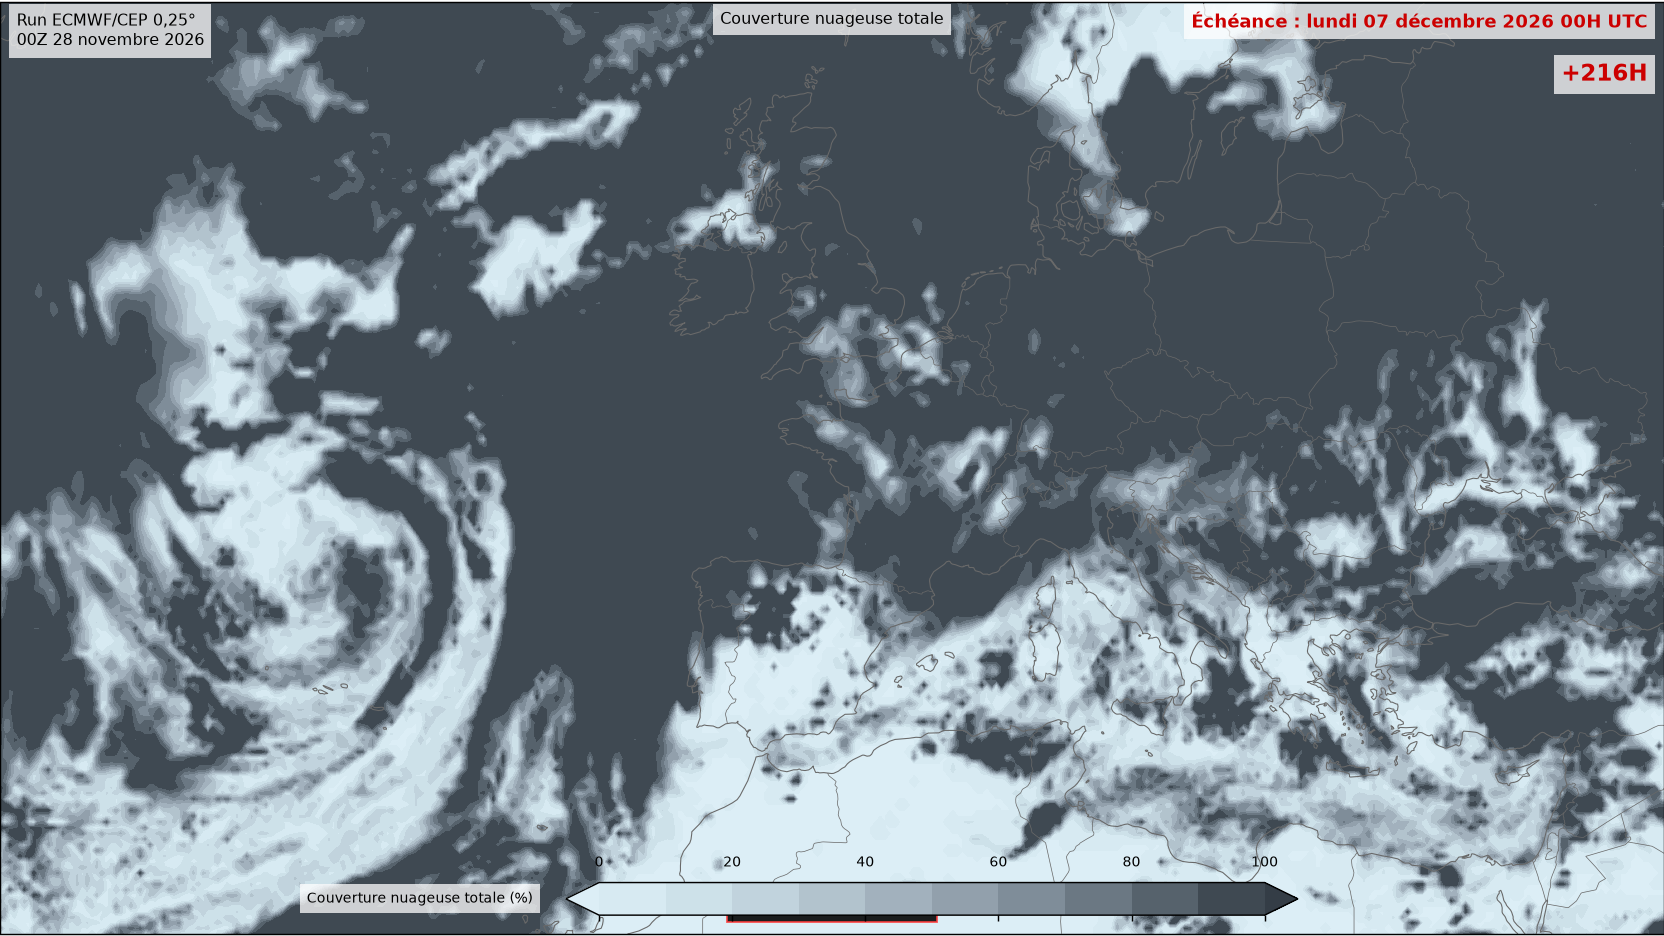 Run ECMWF/CEP 0,25°
00Z 28 novembre 2026
Couverture nuageuse totale
Échéance : lundi 07 décembre 2026 00H UTC
+216H
0 20 40 60 80 100
Couverture nuageuse totale (%)